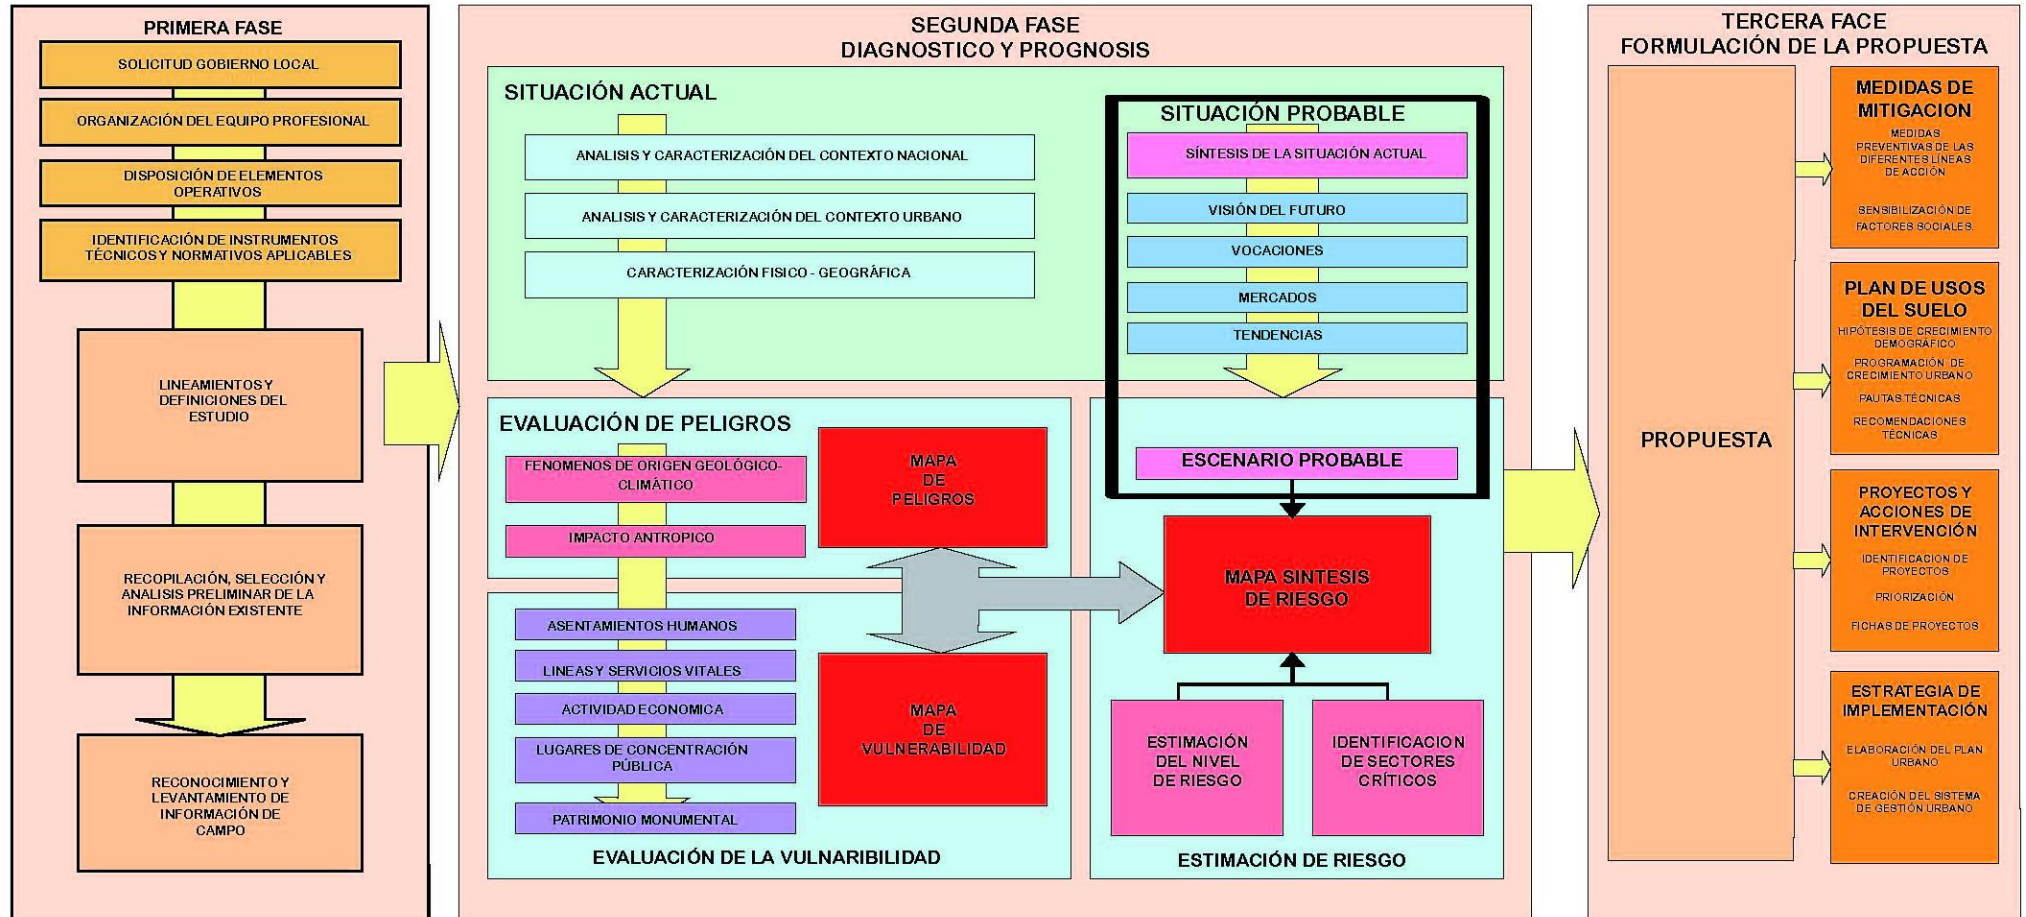 PRIMERA FASE
SOLICITUD GOBIERNO LOCAL
ORGANIZACIÓN DEL EQUIPO PROFESIONAL
DISPOSICIÓN DE ELEMENTOS
OPERATIVOS
IDENTIFICACIÓN DE INSTRUMENTOS
TÉCNICOS Y NORMATIVOS APLICABLES
LINEAMIENTOS Y
DEFINICIONES DEL
ESTUDIO
RECOPILACIÓN, SELECCIÓN Y
ANALISIS PRELIMINAR DE LA
INFORMACIÓN EXISTENTE
RECONOCIMIENTO Y
LEVANTAMIENTO DE
INFORMACIÓN DE
CAMPO
SEGUNDA FASE
DIAGNOSTICO Y PROGNOSIS
SITUACIÓN ACTUAL
ANALISIS Y CARACTERIZACIÓN DEL CONTEXTO NACIONAL
ANALISIS Y CARACTERIZACIÓN DEL CONTEXTO URBANO
CARACTERIZACIÓN FISICO - GEOGRÁFICA
SITUACIÓN PROBABLE
SÍNTESIS DE LA SITUACIÓN ACTUAL
VISIÓN DEL FUTURO
VOCACIONES
MERCADOS
TENDENCIAS
EVALUACIÓN DE PELIGROS
FENOMENOS DE ORIGEN GEOLÓGICO-
CLIMÁTICO
IMPACTO ANTROPICO
MAPA
DE
PELIGROS
ASENTAMIENTOS HUMANOS
LINEAS Y SERVICIOS VITALES
ACTIVIDAD ECONOMICA
LUGARES DE CONCENTRACIÓN
PÚBLICA
PATRIMONIO MONUMENTAL
MAPA
DE
VULNERABILIDAD
EVALUACIÓN DE LA VULNARIBILIDAD
ESCENARIO PROBABLE
MAPA SINTESIS
DE RIESGO
ESTIMACIÓN
DEL NIVEL
DE RIESGO
IDENTIFICACION
DE SECTORES
CRÍTICOS
ESTIMACIÓN DE RIESGO
TERCERA FACE
FORMULACIÓN DE LA PROPUESTA
PROPUESTA
MEDIDAS DE
MITIGACION
MEDIDAS
PREVENTIVAS DE LAS
DIFERENTES LÍNEAS
DE ACCIÓN
SENSIBILIZACIÓN DE
FACTORES SOCIALES.
PLAN DE USOS
DEL SUELO
HIPÓTESIS DE CRECIMIENTO
DEMOGRÁFICO
PROGRAMACIÓN DE
CRECIMIENTO URBANO
PAUTAS TÉCNICAS
RECOMENDACIONES
TÉCNICAS
PROYECTOS Y
ACCIONES DE
INTERVENCIÓN
IDENTIFICACION DE
PROYECTOS
PRIORIZACIÓN
FICHAS DE PROYECTOS
ESTRATEGIA DE
IMPLEMENTACIÓN
ELABORACIÓN DEL PLAN
URBANO
CREACIÓN DEL SISTEMA
DE GESTIÓN URBANO